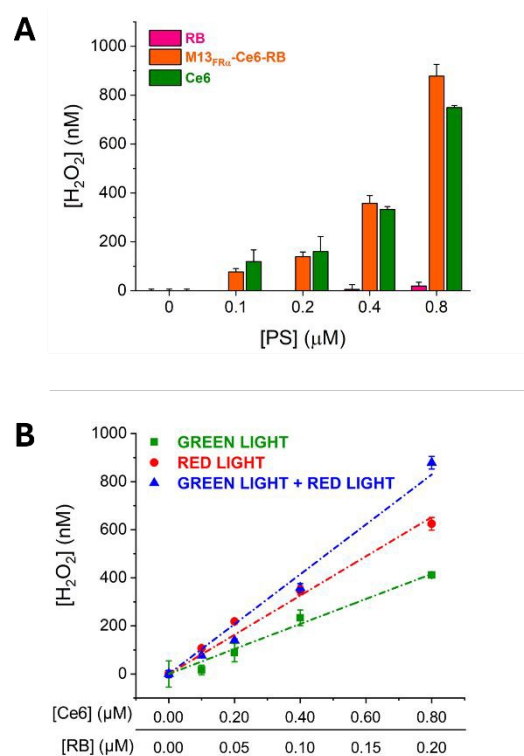 A
RB
M13FRα-Ce6-RB
Ce6
[H2O2] (nM)
1000
800
600
400
200
0
0 0.1 0.2 0.4 0.8
[PS] (μM)
B
GREEN LIGHT
RED LIGHT
GREEN LIGHT + RED LIGHT
[H2O2] (nM)
1000
800
600
400
200
0
[Ce6] (μM) 0.00 0.20 0.40 0.60 0.80
[RB] (μM) 0.00 0.05 0.10 0.15 0.20